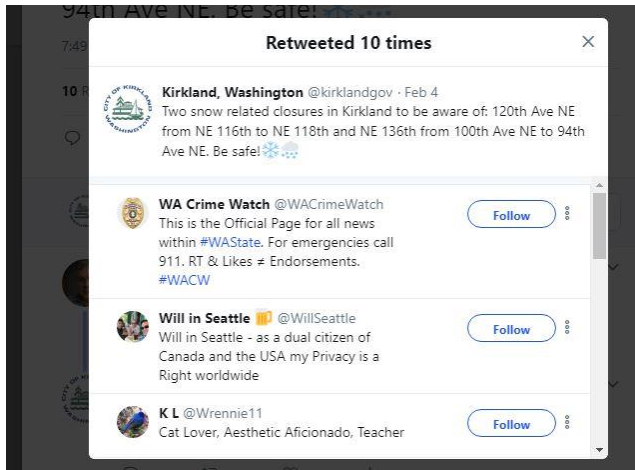 94th Ave NE. Be safe!
7:49
Retweeted 10 times
10 R
Kirkland, Washington @kirklandgov · Feb 4
Two snow related closures in Kirkland to be aware of: 120th Ave NE
from NE 116th to NE 118th and NE 136th from 100th Ave NE to 94th
Ave NE. Be safe!❄️🌨️
CITY OF KIRKLAND
WASHINGTON
WA Crime Watch @WACrimeWatch
This is the Official Page for all news
within #WAState. For emergencies call
911. RT & Likes ≠ Endorsements.
#WACW
Follow
Will in Seattle 🍻 @WillSeattle
Will in Seattle - as a dual citizen of
Canada and the USA my Privacy is a
Right worldwide
Follow
K L @Wrennie11
Cat Lover, Aesthetic Aficionado, Teacher
Follow